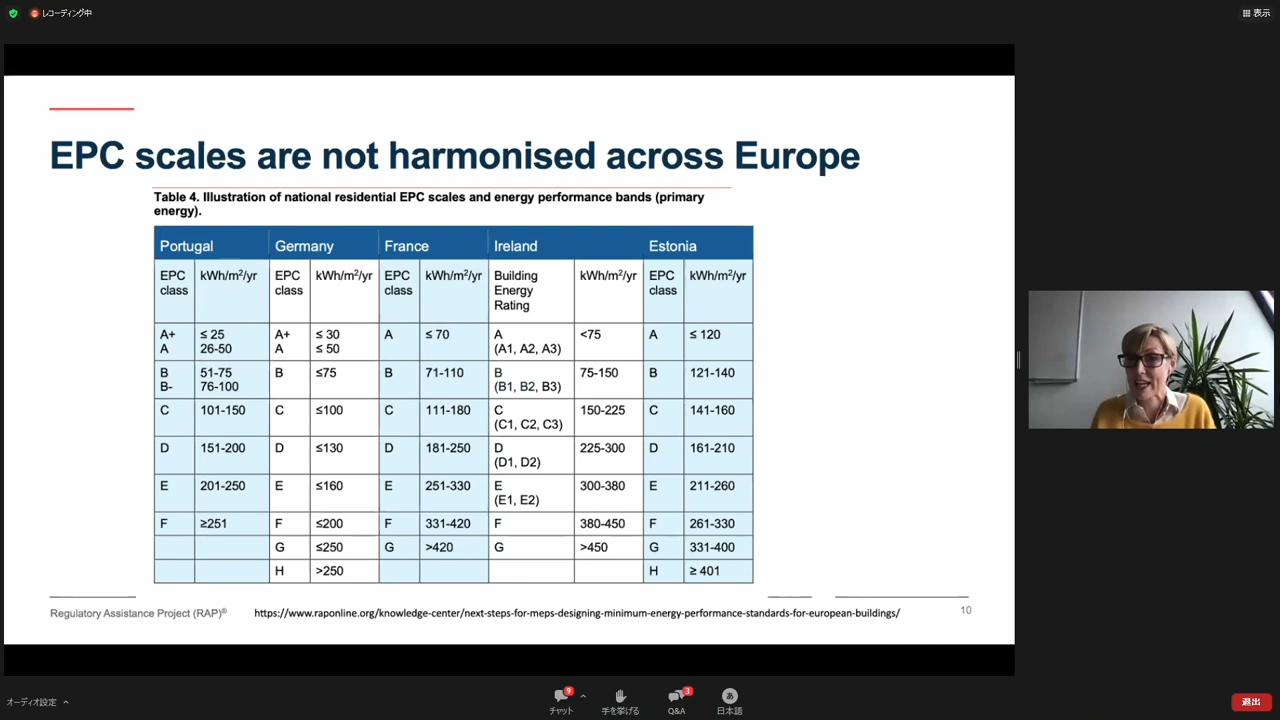 レコーディング中
表示
EPC scales are not harmonised across Europe
Table 4. Illustration of national residential EPC scales and energy performance bands (primary
energy).
Portugal Germany France Ireland Estonia
EPC class kWh/m²/yr EPC class kWh/m²/yr EPC class kWh/m²/yr Building Energy Rating kWh/m²/yr EPC class kWh/m²/yr
A+ ≤ 25 A+ ≤ 30 A ≤ 70 A <75 A ≤ 120
A 26-50 A ≤ 50 (A1, A2, A3)
B 51-75 B ≤75 B 71-110 B 75-150 B 121-140
B- 76-100 (B1, B2, B3)
C 101-150 C ≤100 C 111-180 C 150-225 C 141-160
(C1, C2, C3)
D 151-200 D ≤130 D 181-250 D 225-300 D 161-210
(D1, D2)
E 201-250 E ≤160 E 251-330 E 300-380 E 211-260
(E1, E2)
F ≥251 F ≤200 F 331-420 F 380-450 F 261-330
G ≤250 G >420 G >450 G 331-400
H >250 H ≥ 401
Regulatory Assistance Project (RAP)® https://www.raponline.org/knowledge-center/next-steps-for-meps-designing-minimum-energy-performance-standards-for-european-buildings/ 10
オーディオ設定
9
チャット
手を挙げる
3
Q&A
あ
日本語
退出